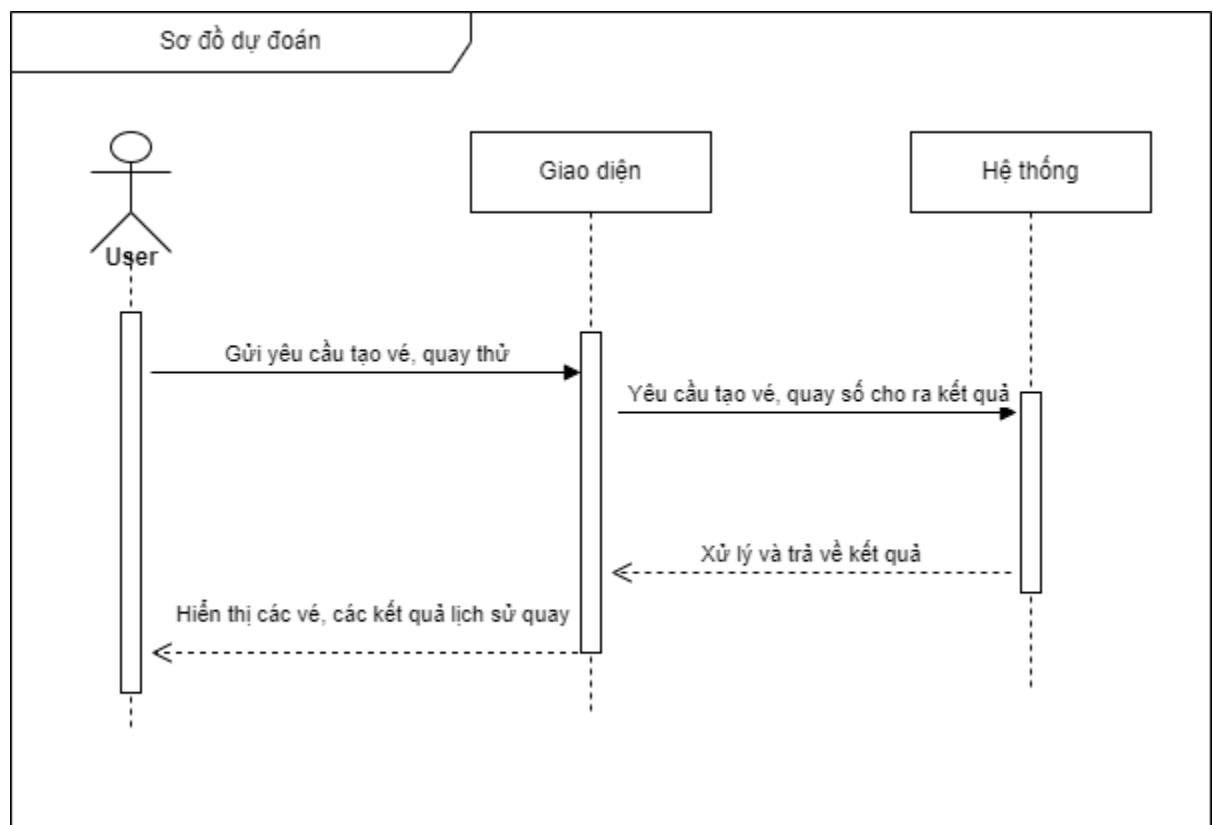 Sơ đồ dự đoán
User
Giao diện
Hệ thống
Gửi yêu cầu tạo vé, quay thử
Yêu cầu tạo vé, quay số cho ra kết quả
Xử lý và trả về kết quả
Hiển thị các vé, các kết quả lịch sử quay